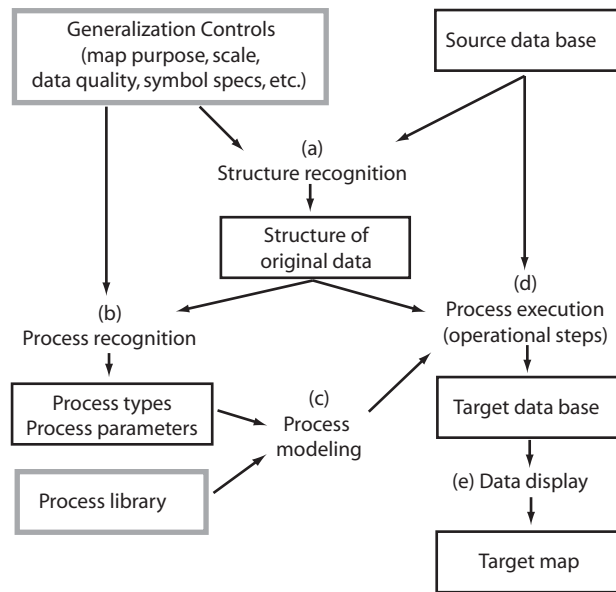 Generalization Controls
(map purpose, scale,
data quality, symbol specs, etc.)
Source data base
(a)
Structure recognition
Structure of
original data
(b)
Process recognition
(d)
Process execution
(operational steps)
Process types
Process parameters
(c)
Process
modeling
Target data base
Process library
(e) Data display
Target map